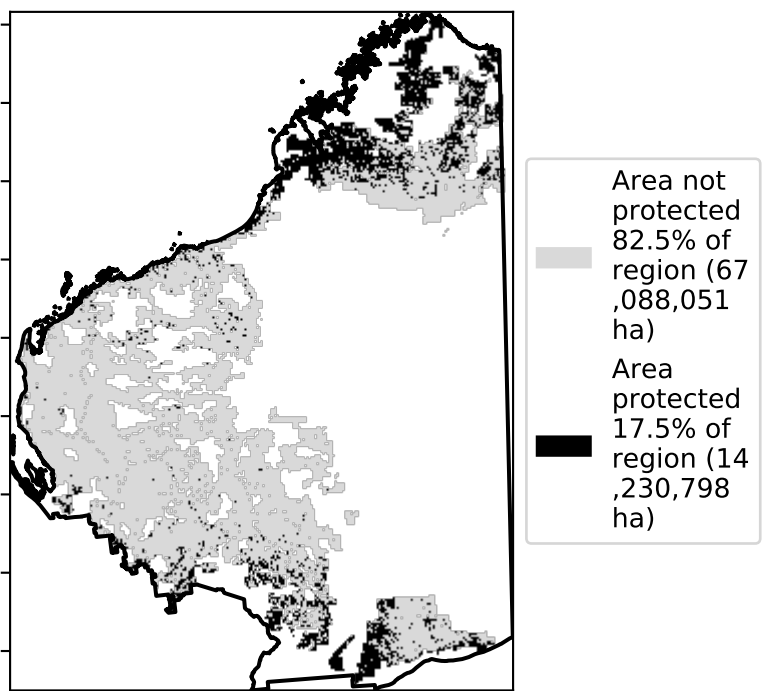 Area not
protected
82.5% of
region (67
,088,051
ha)
Area
protected
17.5% of
region (14
,230,798
ha)